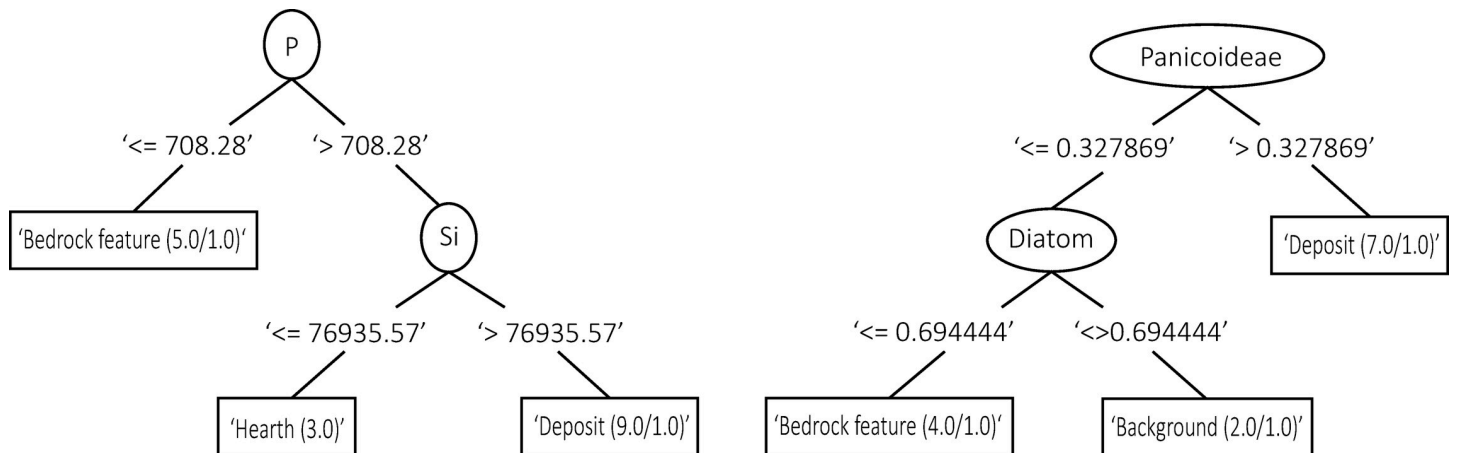 P
‘<= 708.28’
‘> 708.28’
‘Bedrock feature (5.0/1.0)‘
Si
‘<= 76935.57’
‘> 76935.57’
‘Hearth (3.0)’
‘Deposit (9.0/1.0)’
Panicoideae
‘<= 0.327869’
‘> 0.327869’
Diatom
‘Deposit (7.0/1.0)’
‘<= 0.694444’
‘<>0.694444’
‘Bedrock feature (4.0/1.0)‘
‘Background (2.0/1.0)’